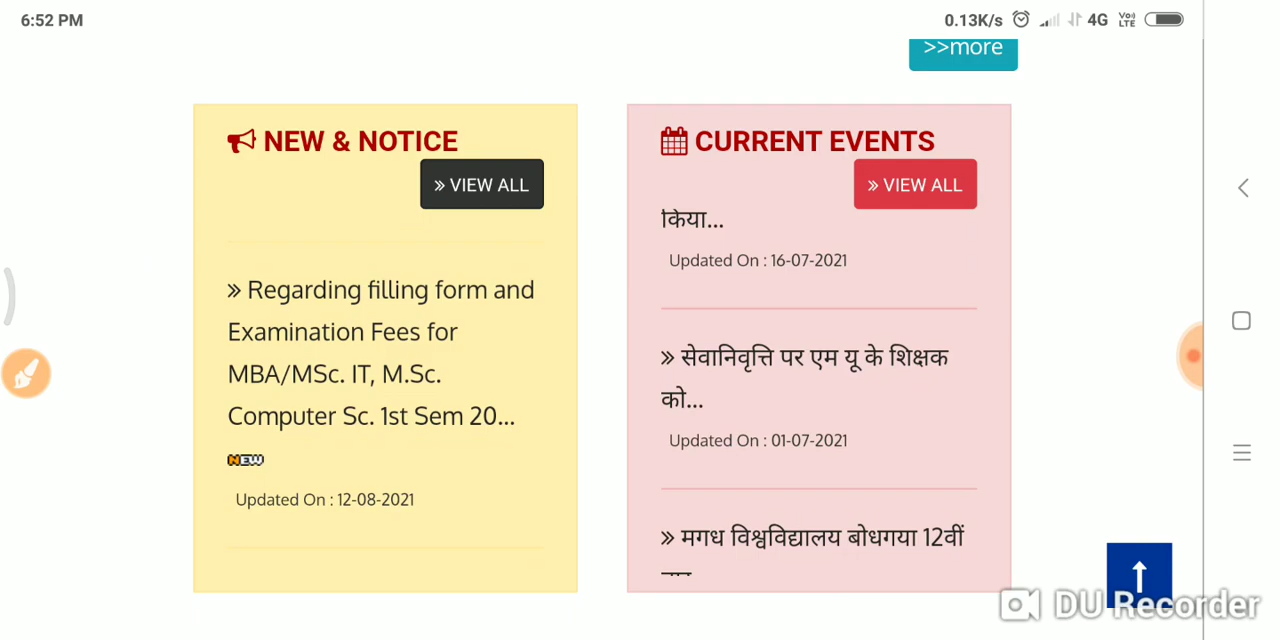 6:52 PM
0.13K/s 4G Vo)) LTE
>>more
NEW & NOTICE
» VIEW ALL
» Regarding filling form and
Examination Fees for
MBA/MSc. IT, M.Sc.
Computer Sc. 1st Sem 20...
NEW
Updated On : 12-08-2021
CURRENT EVENTS
» VIEW ALL
किया...
Updated On : 16-07-2021
» सेवानिवृत्ति पर एम यू के शिक्षक
को...
Updated On : 01-07-2021
» मगध विश्वविद्यालय बोधगया 12वीं
DU Recorder